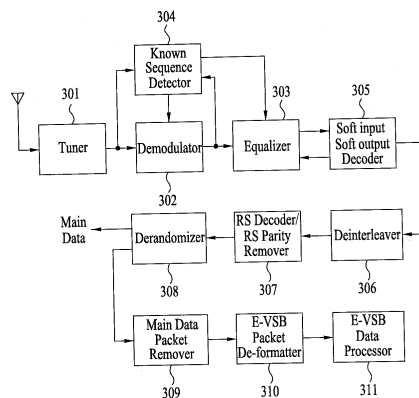 304
Known
Sequence
Detector
301
303
305
Tuner
Demodulator
Equalizer
Soft input
Soft output
Decoder
302
Main
Data
Derandomizer
RS Decoder/
RS Parity
Remover
Deinterleaver
308
307
306
Main Data
Packet
Remover
E-VSB
Packet
De-formatter
E-VSB
Data
Processor
309
310
311